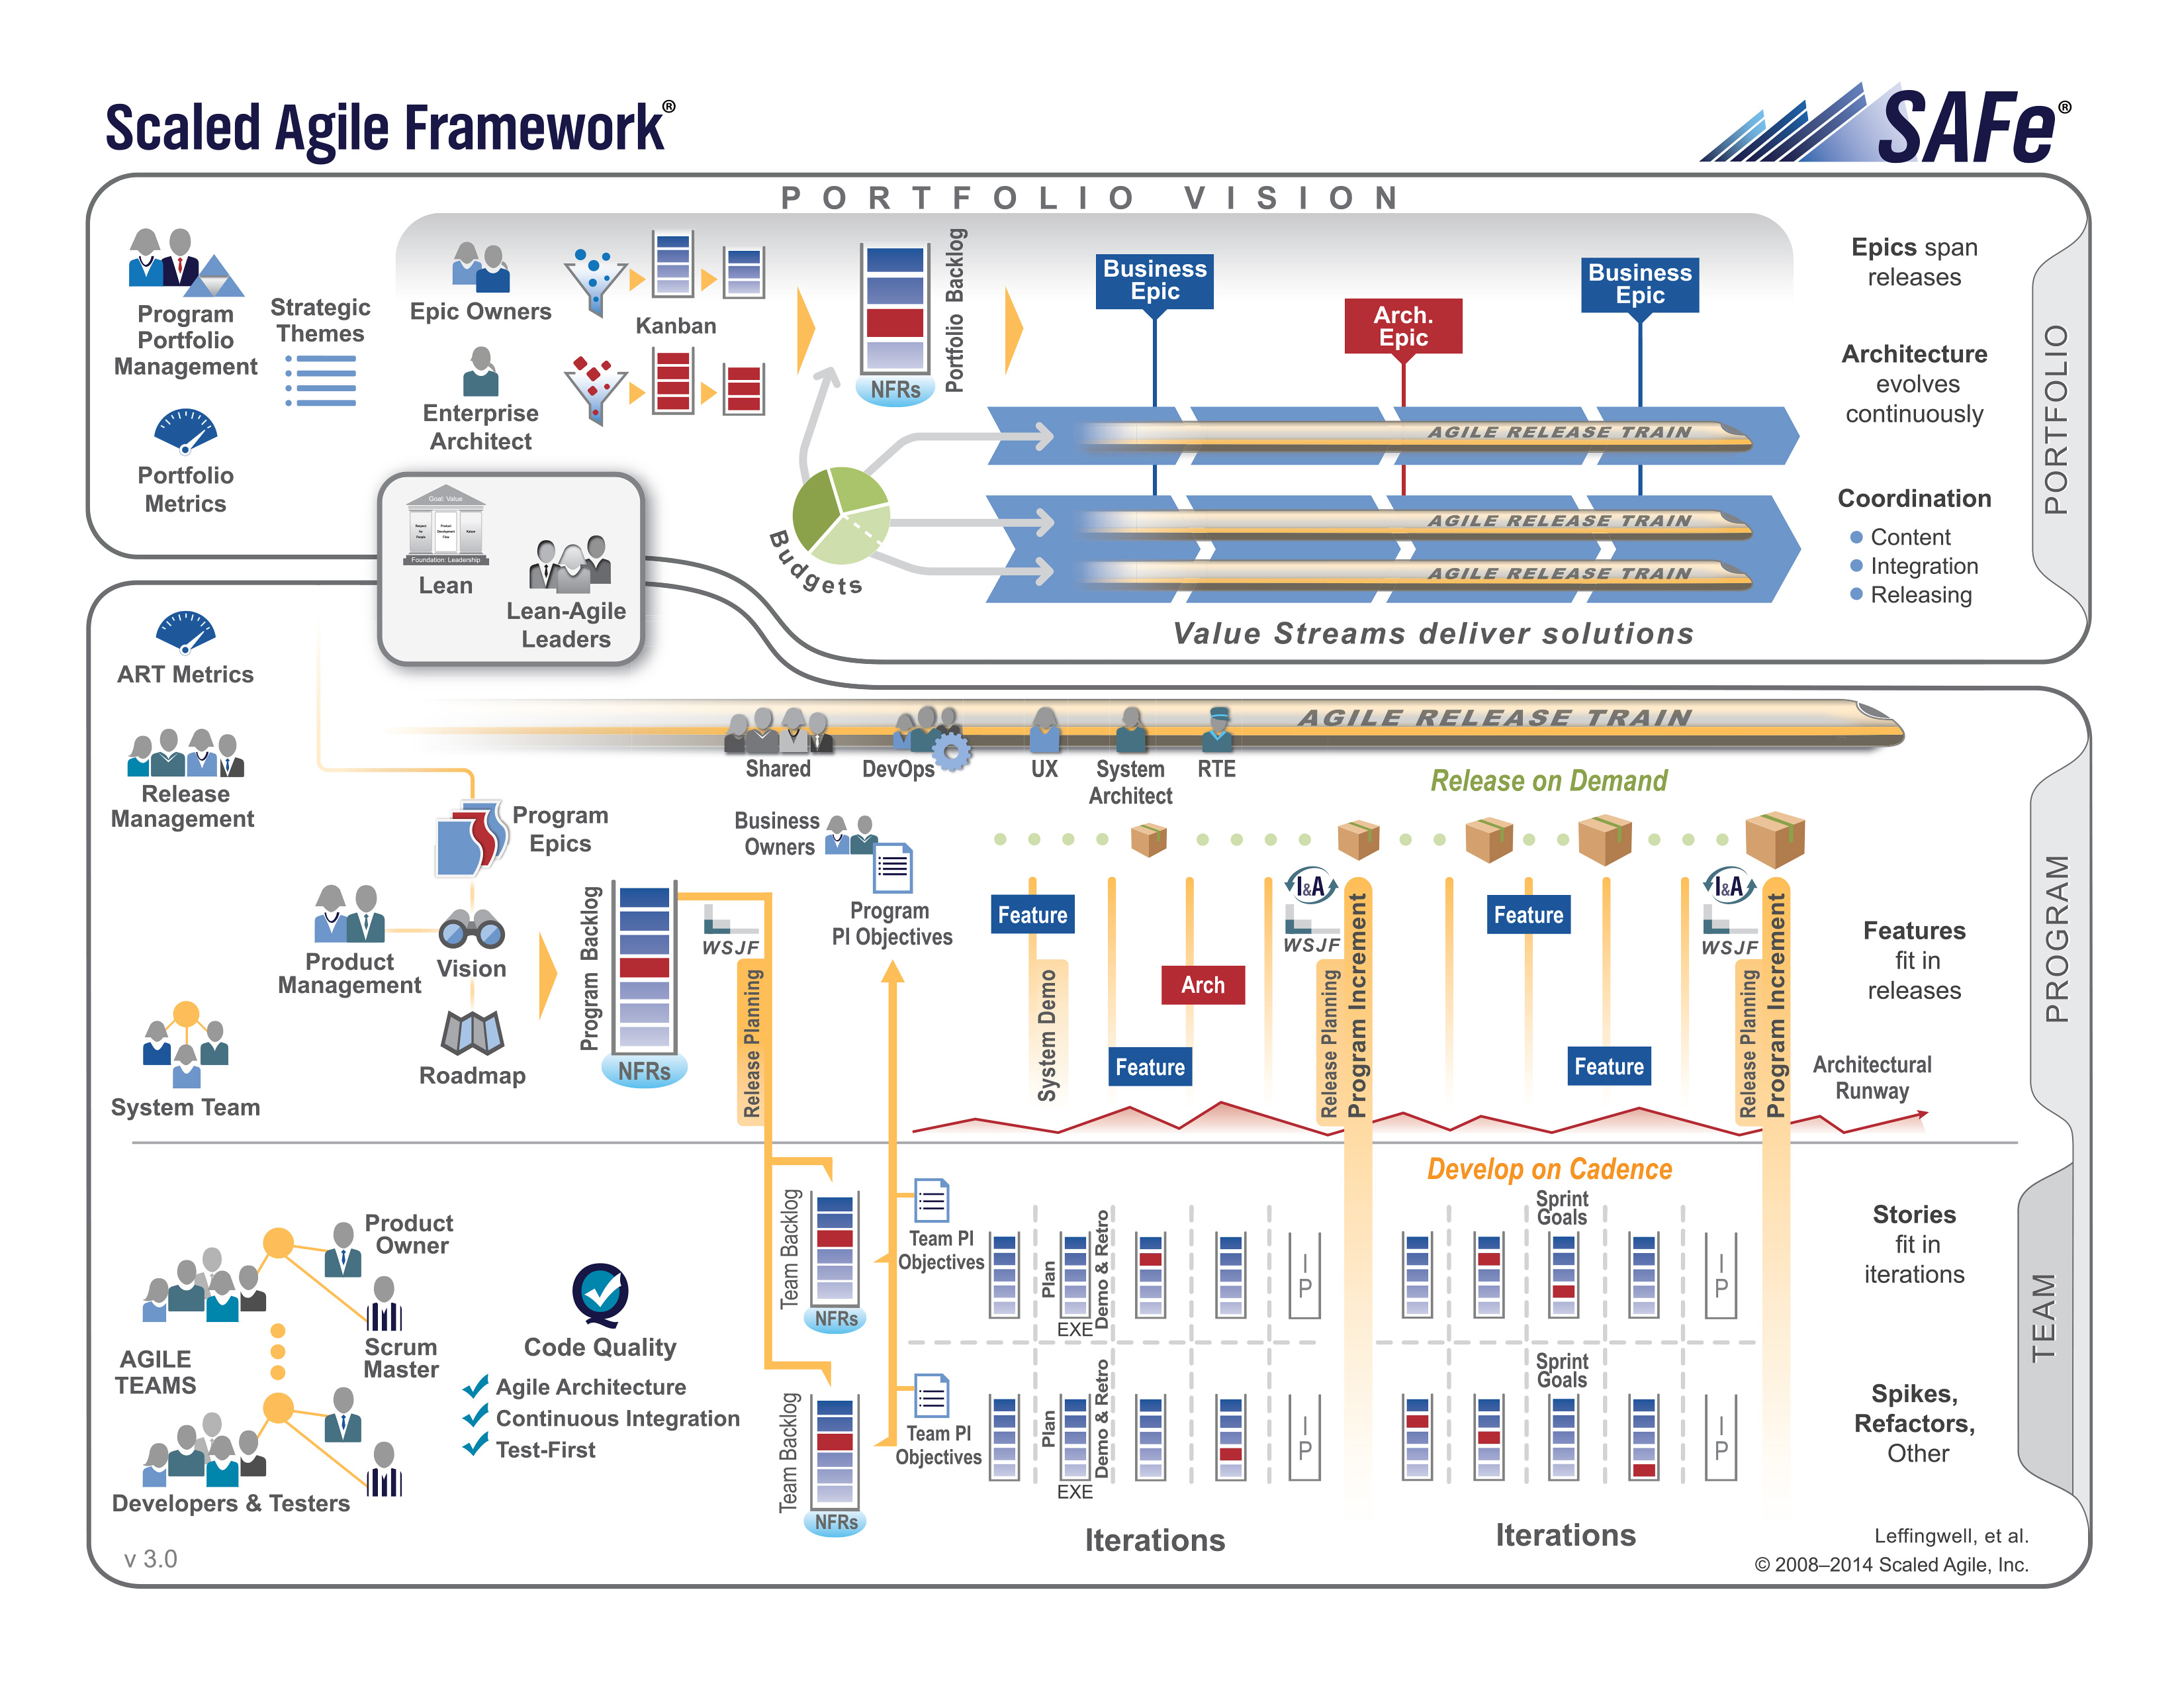 Scaled Agile Framework®
SAFe®
PORTFOLIO VISION
Program
Portfolio
Management
Strategic
Themes
Portfolio
Metrics
Epic Owners
Enterprise
Architect
Kanban
Portfolio Backlog
NFRs
Business
Epic
Arch.
Epic
Business
Epic
AGILE RELEASE TRAIN
AGILE RELEASE TRAIN
AGILE RELEASE TRAIN
Budgets
Value Streams deliver solutions
Epics span
releases
Architecture
evolves
continuously
Coordination
Content
Integration
Releasing
PORTFOLIO
Goal: Value
Respect
for
People
Product
Development
Flow
Kaizen
Foundation: Leadership
Lean
Lean-Agile
Leaders
ART Metrics
Release
Management
System Team
Program
Epics
Product
Management
Vision
Roadmap
Program Backlog
NFRs
WSJF
Release Planning
AGILE RELEASE TRAIN
Shared
DevOps
UX
System
Architect
RTE
Release on Demand
Business
Owners
Program
PI Objectives
Feature
System Demo
Feature
Arch
I&A
WSJF
Release Planning
Program Increment
Feature
Feature
I&A
WSJF
Release Planning
Program Increment
Features
fit in
releases
Architectural
Runway
PROGRAM
Develop on Cadence
AGILE
TEAMS
Product
Owner
Scrum
Master
Developers & Testers
Code Quality
Agile Architecture
Continuous Integration
Test-First
Team Backlog
NFRs
Team PI
Objectives
Plan
EXE
Demo & Retro
I
P
Sprint
Goals
I
P
Team Backlog
NFRs
Team PI
Objectives
Plan
EXE
Demo & Retro
I
P
Sprint
Goals
I
P
Iterations
Iterations
Stories
fit in
iterations
Spikes,
Refactors,
Other
TEAM
v 3.0
Leffingwell, et al.
© 2008–2014 Scaled Agile, Inc.